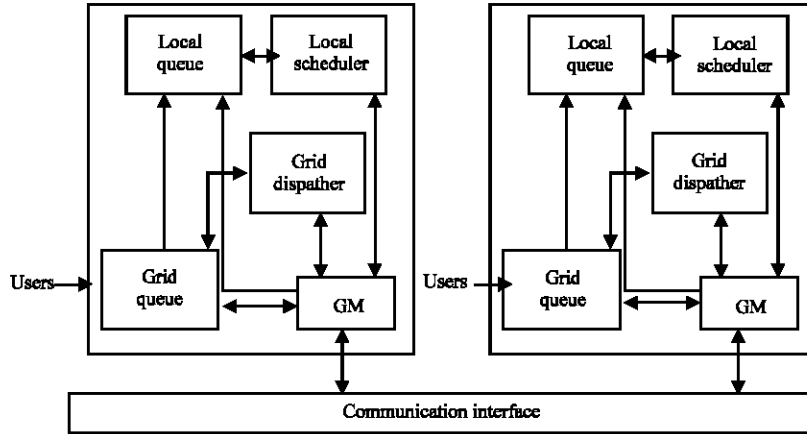 Local
queue
Local
scheduler
Grid
dispather
Users
Grid
queue
GM
Local
queue
Local
scheduler
Grid
dispather
Users
Grid
queue
GM
Communication interface